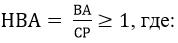 НВА = ВА/СР ≥ 1, где: